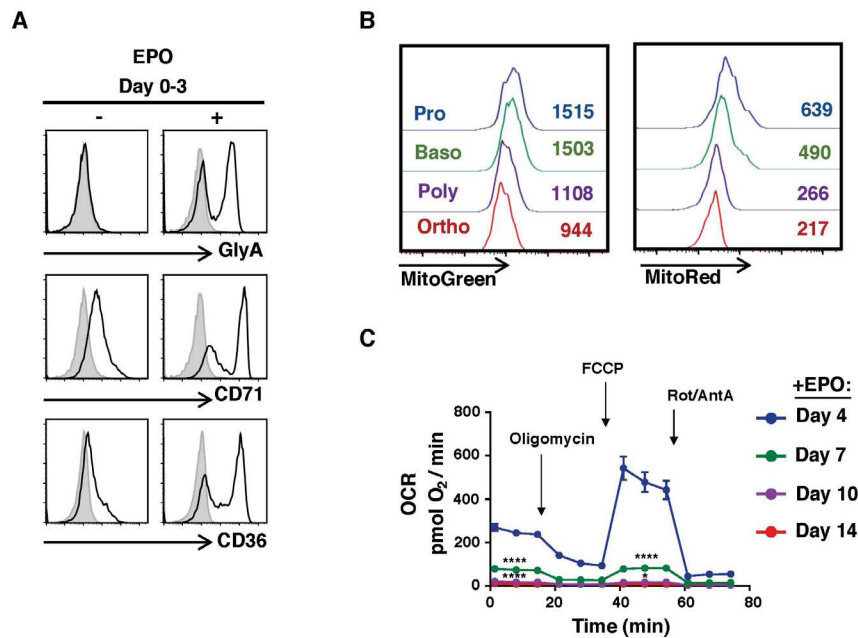 A
EPO
Day 0-3
- +
GlyA
CD71
CD36
B
Pro 1515
Baso 1503
Poly 1108
Ortho 944
MitoGreen
639
490
266
217
MitoRed
C
FCCP
Rot/AntA
Oligomycin
OCR
pmol O₂ / min
800
600
400
200
0
**** ****
**** *
0 20 40 60 80
Time (min)
+EPO:
Day 4
Day 7
Day 10
Day 14